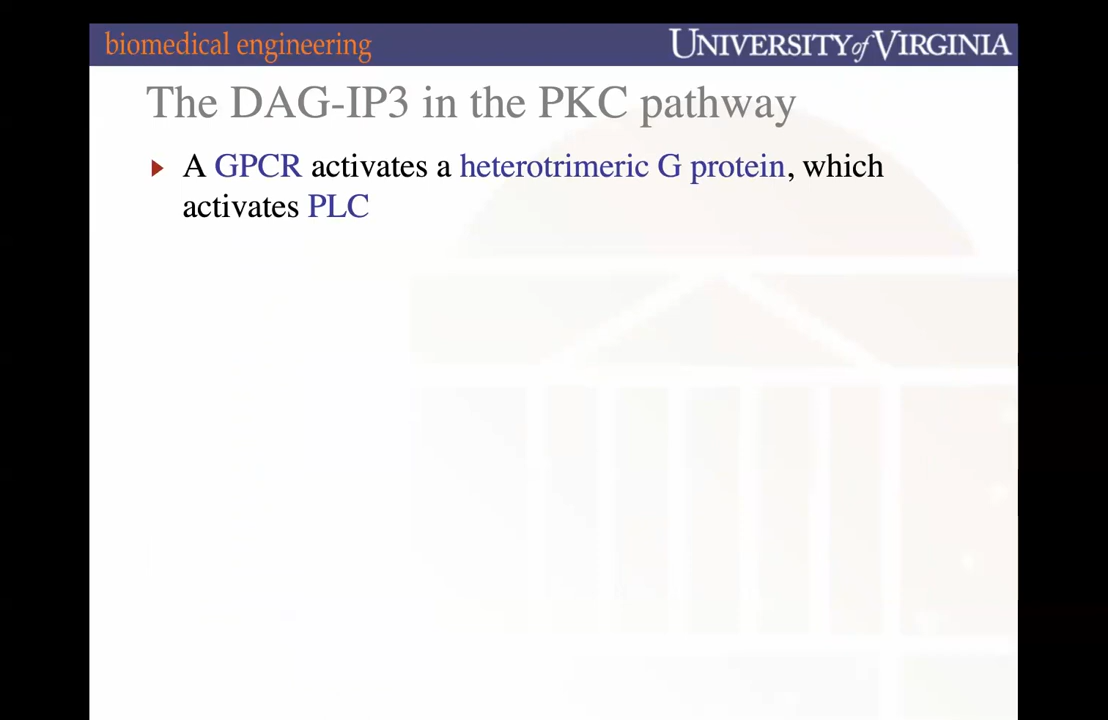 biomedical engineering
UNIVERSITY of VIRGINIA
The DAG-IP3 in the PKC pathway
A GPCR activates a heterotrimeric G protein, which
activates PLC